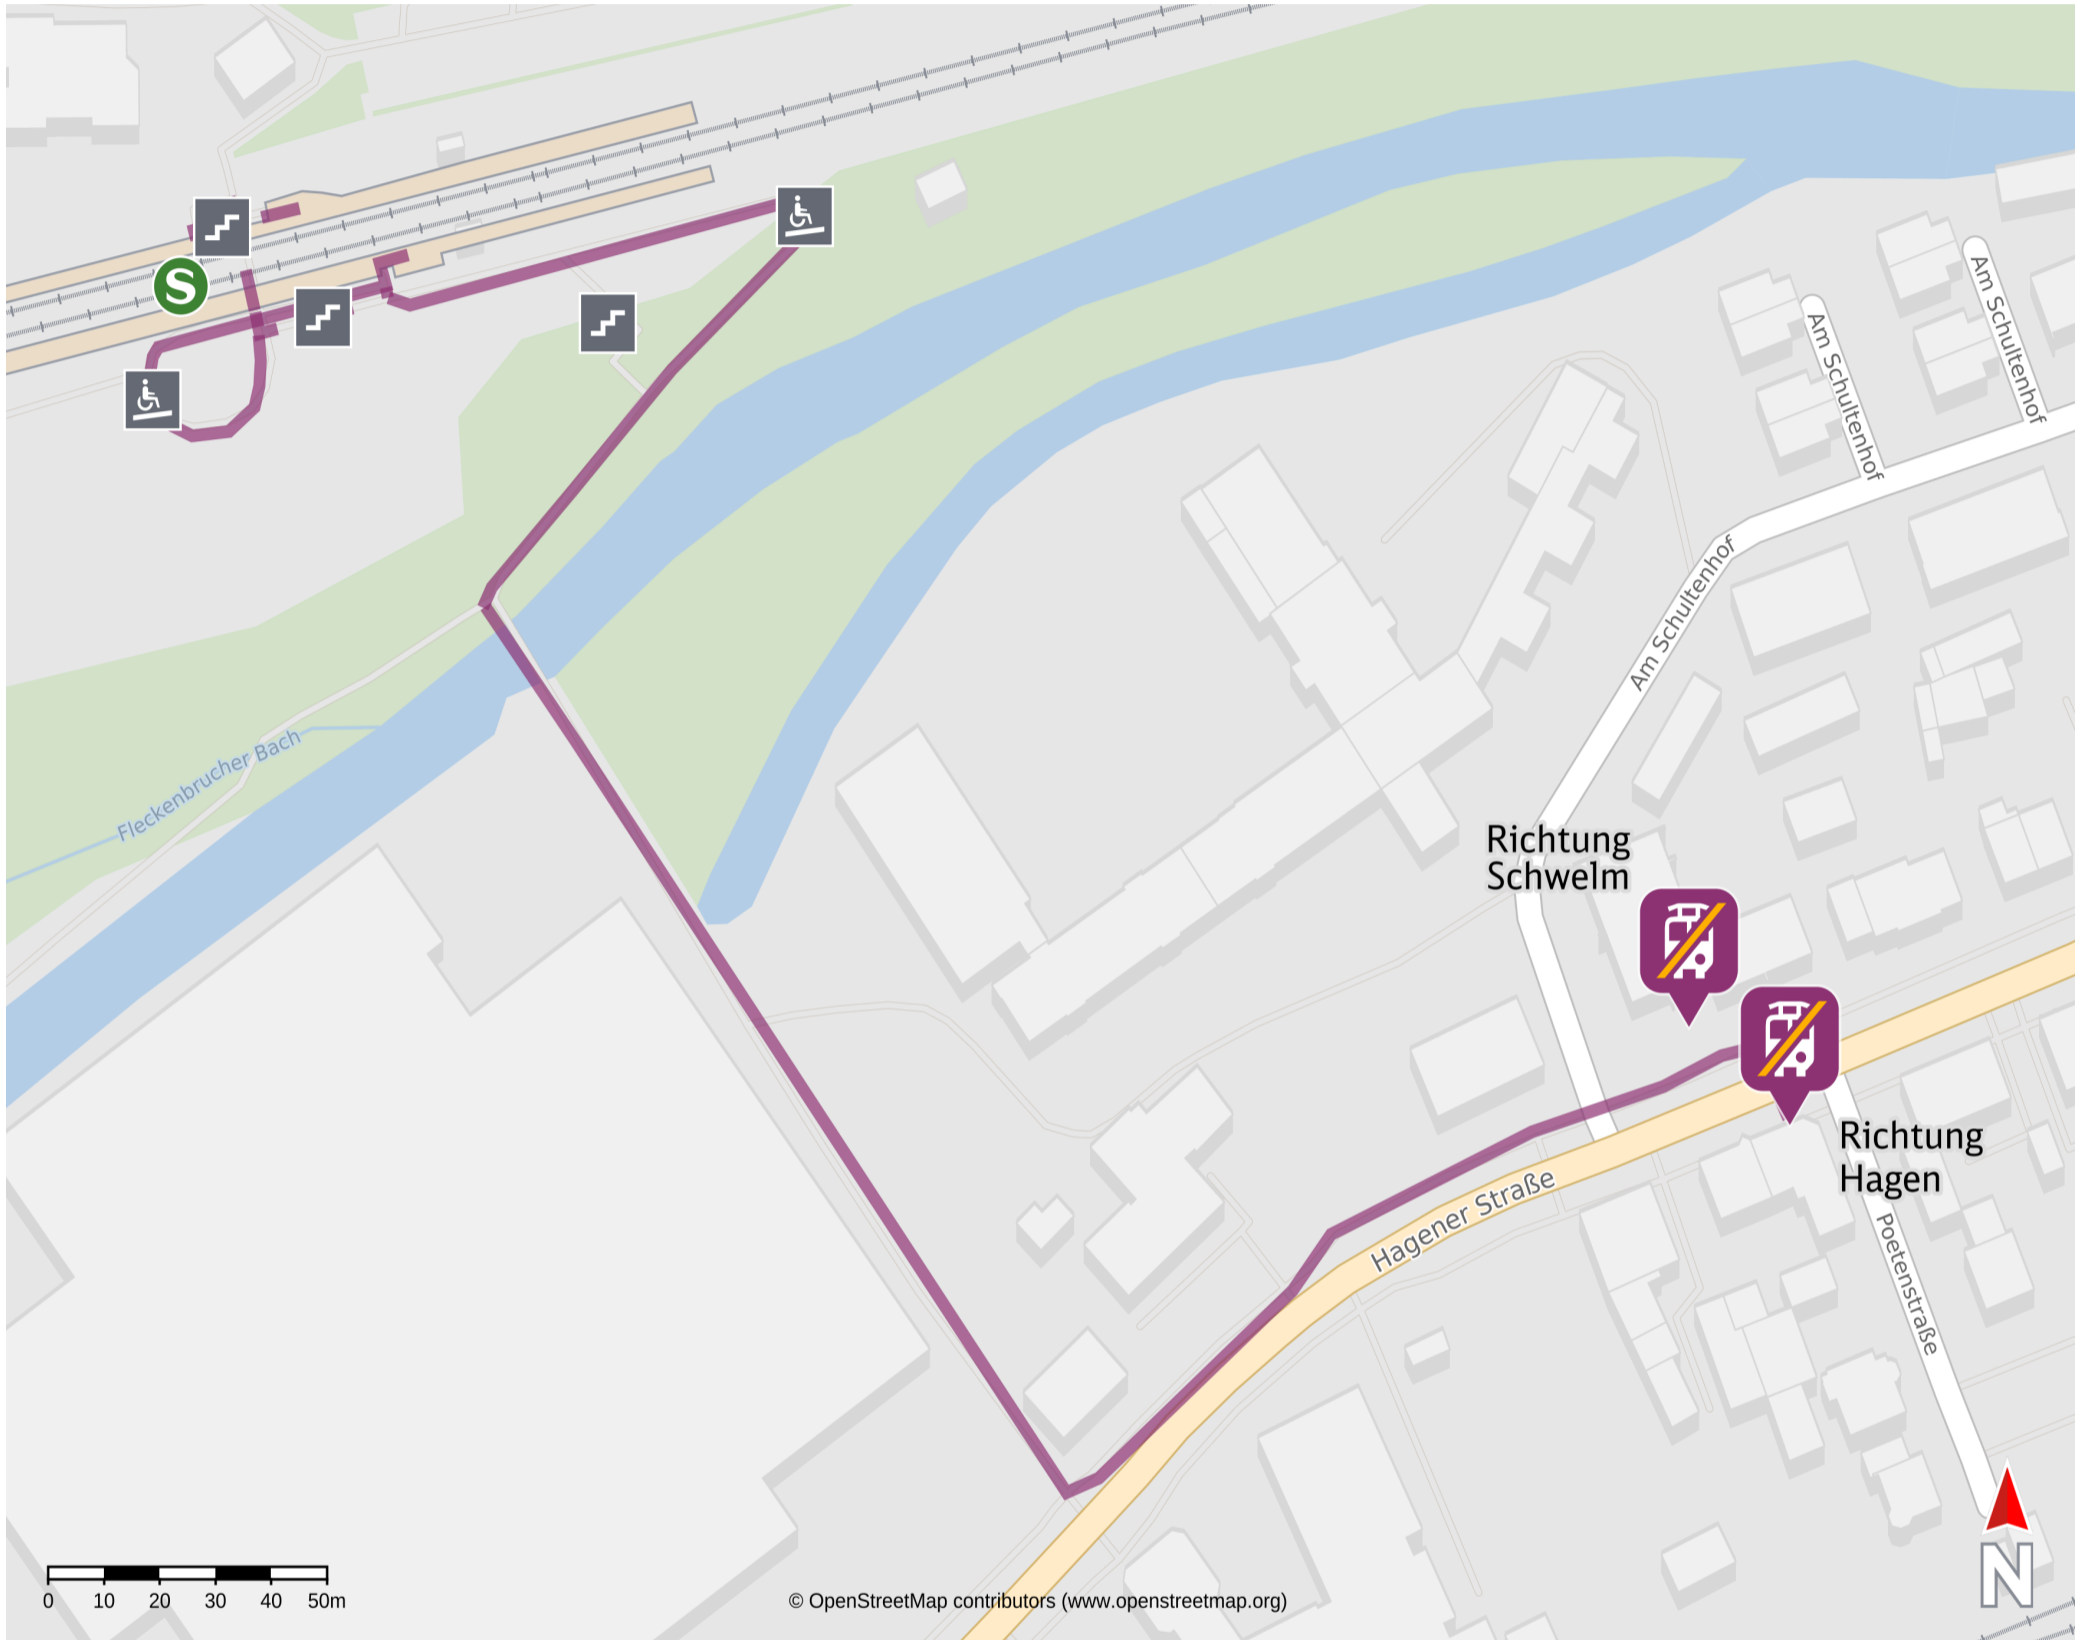 S
Am Schultenhof
Am Schultenhof
Am Schultenhof
Fleckenbrucher Bach
Richtung
Schwelm
Richtung
Hagen
Hagener Straße
Poetenstraße
N
0 10 20 30 40 50m
© OpenStreetMap contributors (www.openstreetmap.org)